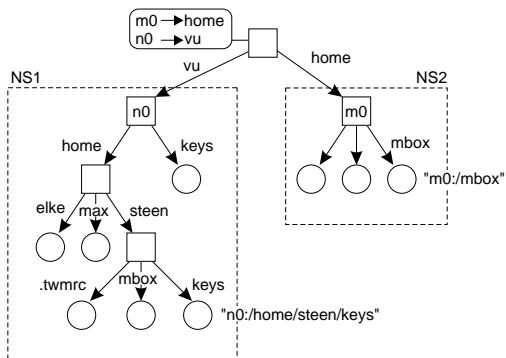 m0 → home
n0 → vu
home
vu
NS1
NS2
n0
m0
home
keys
mbox
"m0:/mbox"
elke
max
steen
.twmrc
mbox
keys
"n0:/home/steen/keys"